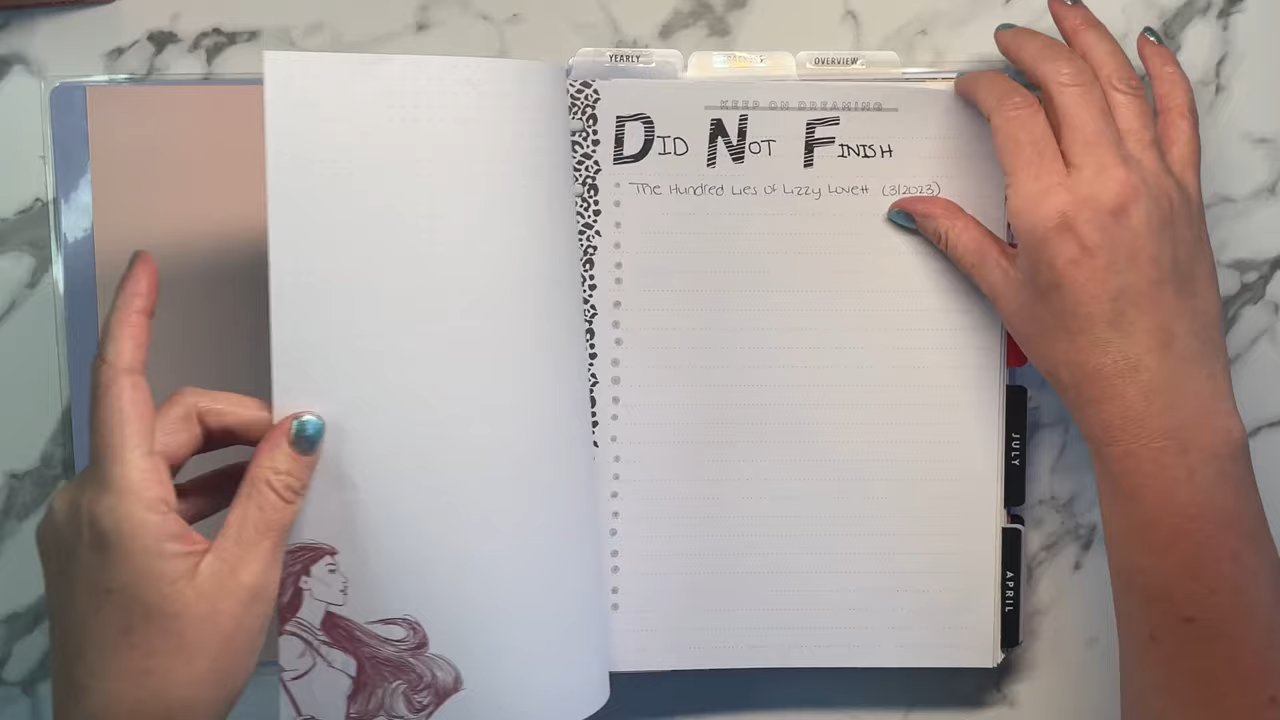 YEARLY
OVERVIEW
KEEP ON DREAMING
DID NOT FINISH
The Hundred Lies Of Lizzy Lovett (3/2023)
JULY
APRIL